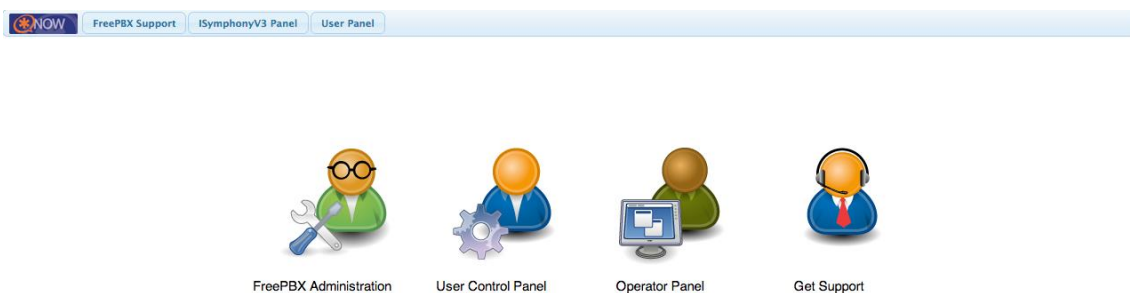 NOW FreePBX Support ISymphonyV3 Panel User Panel
FreePBX Administration User Control Panel Operator Panel Get Support